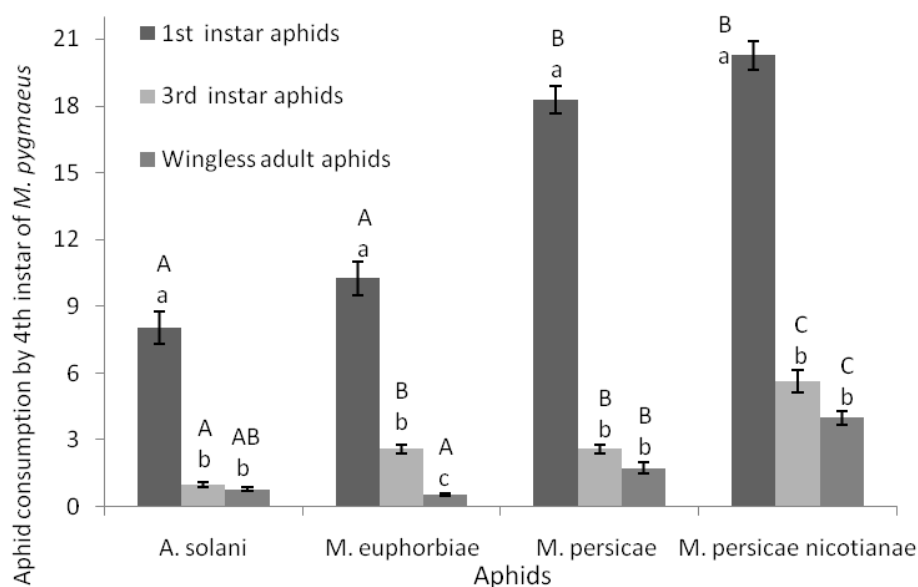 Aphid consumption by 4th instar of M. pygmaeus
21
18
15
12
9
6
3
0
1st instar aphids
3rd instar aphids
Wingless adult aphids
A
a
A
b
AB
b
A
a
B
b
A
c
B
a
B
b
B
b
B
a
C
b
C
b
A. solani M. euphorbiae M. persicae M. persicae nicotianae
Aphids